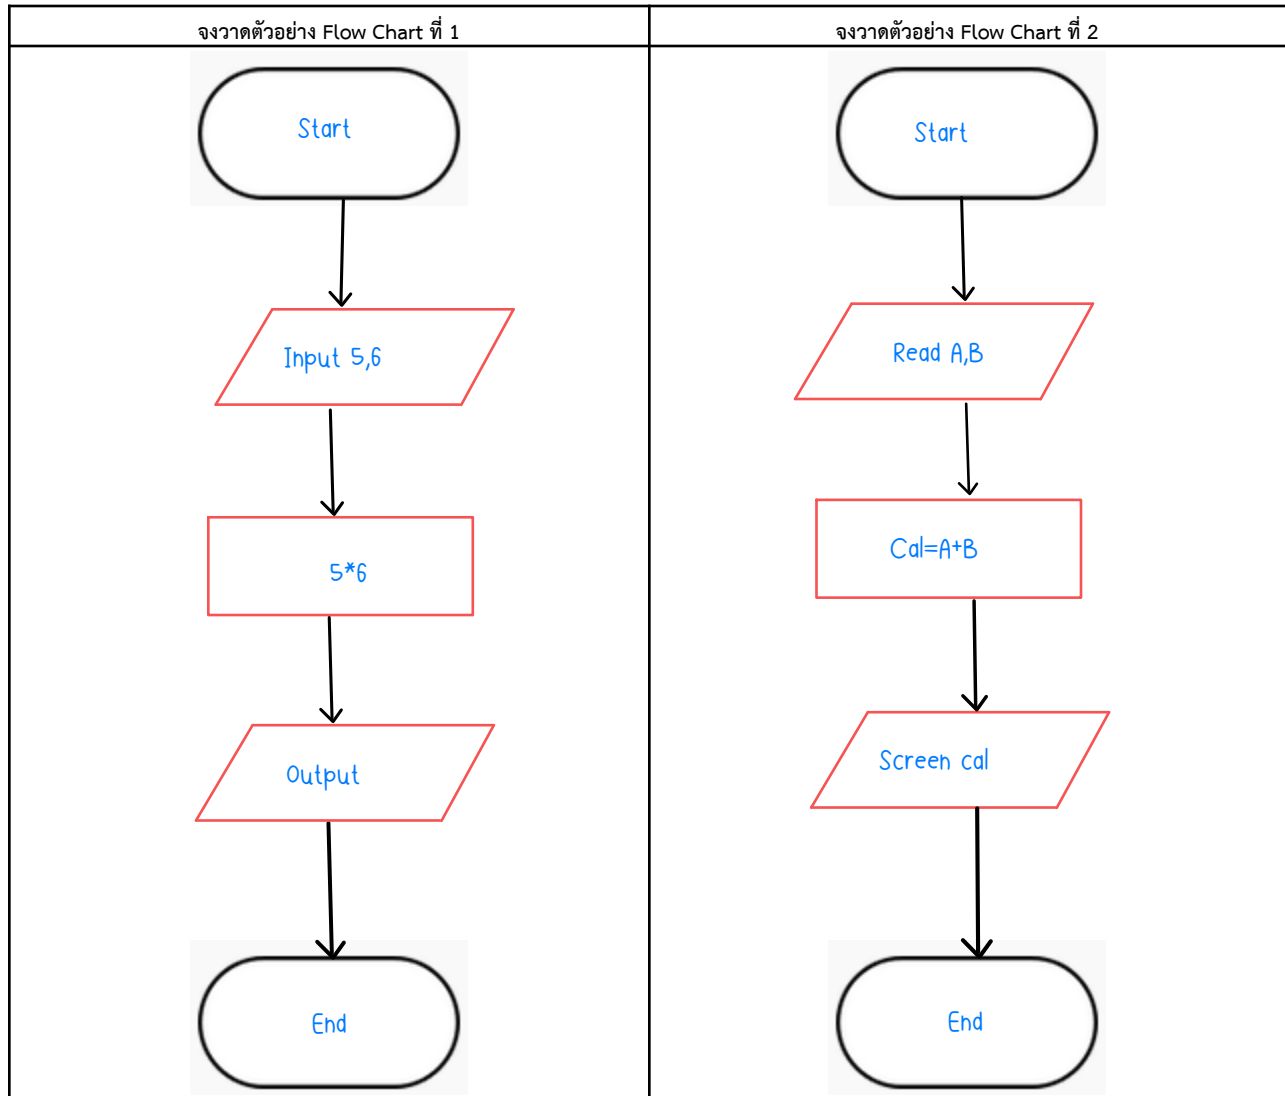 จงวาดตัวอย่าง Flow Chart ที่ 1
Start
Input 5,6
5*6
Output
End
จงวาดตัวอย่าง Flow Chart ที่ 2
Start
Read A,B
Cal=A+B
Screen cal
End